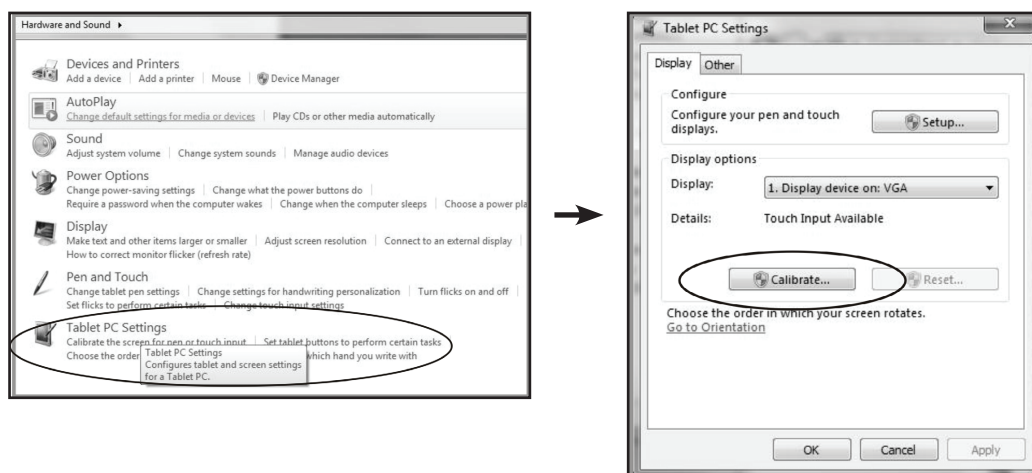 Hardware and Sound
Devices and Printers
Add a device Add a printer Mouse Device Manager
AutoPlay
Change default settings for media or devices Play CDs or other media automatically
Sound
Adjust system volume Change system sounds Manage audio devices
Power Options
Change power-saving settings Change what the power buttons do
Require a password when the computer wakes Change when the computer sleeps Choose a power pla
Display
Make text and other items larger or smaller Adjust screen resolution Connect to an external display
How to correct monitor flicker (refresh rate)
Pen and Touch
Change tablet pen settings Change settings for handwriting personalization Turn flicks on and off
Set flicks to perform certain tasks Change touch input settings
Tablet PC Settings
Calibrate the screen for pen or touch input Set tablet buttons to perform certain tasks
Choose the order which hand you write with
Tablet PC Settings
Configures tablet and screen settings
for a Tablet PC.
Tablet PC Settings
Display Other
Configure
Configure your pen and touch
displays.
Setup...
Display options
Display: 1. Display device on: VGA
Details: Touch Input Available
Calibrate... Reset...
Choose the order in which your screen rotates.
Go to Orientation
OK Cancel Apply